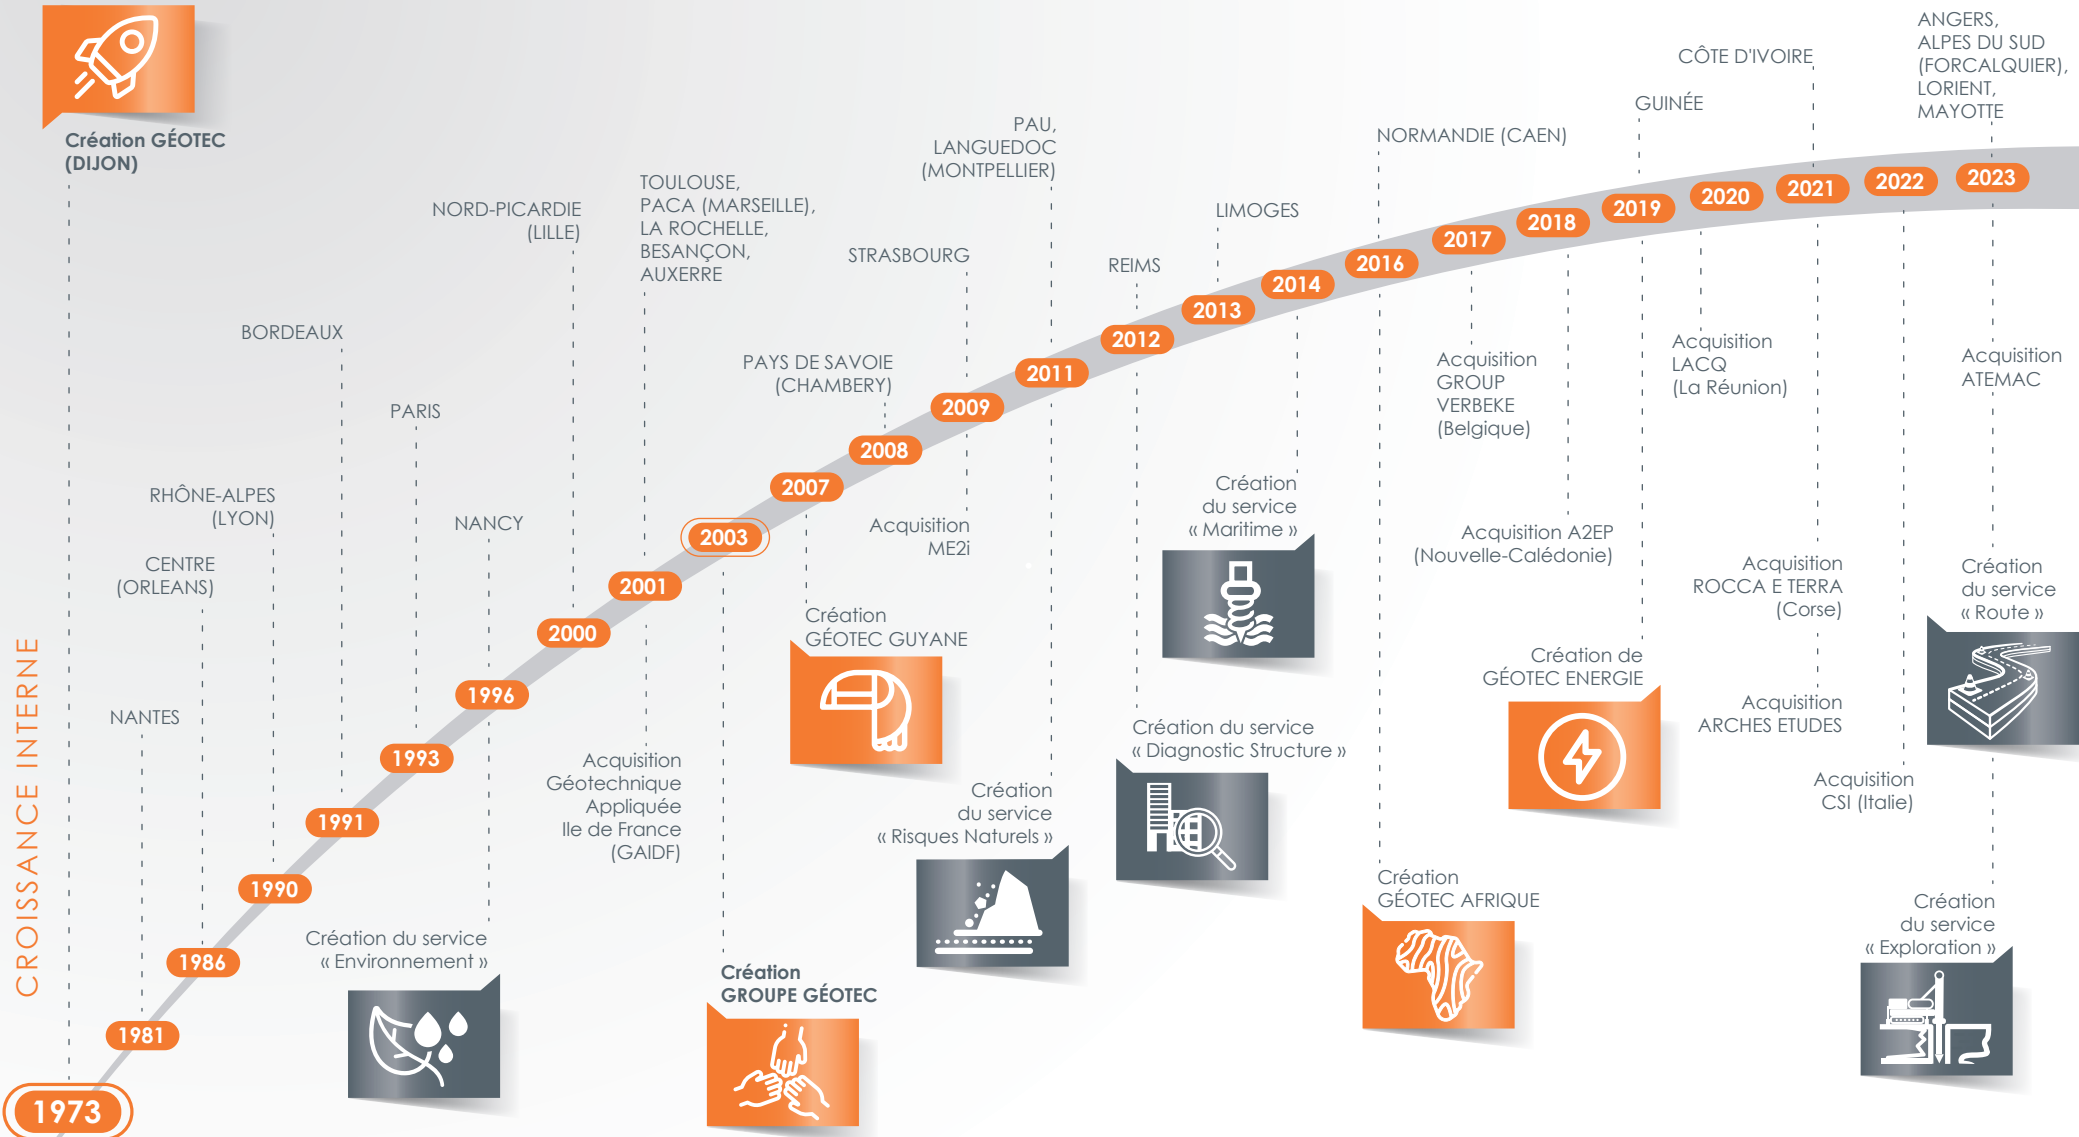 Création GÉOTEC
(DIJON)
CROISSANCE INTERNE
1973
NANTES
1981
CENTRE
(ORLEANS)
1986
RHÔNE-ALPES
(LYON)
1990
BORDEAUX
1991
PARIS
1993
NANCY
1996
Création du service
« Environnement »
NORD-PICARDIE
(LILLE)
2000
TOULOUSE,
PACA (MARSEILLE),
LA ROCHELLE,
BESANÇON,
AUXERRE
2001
Acquisition
Géotechnique
Appliquée
Ile de France
(GAIDF)
2003
Création
GROUPE GÉOTEC
2007
Création
GÉOTEC GUYANE
PAYS DE SAVOIE
(CHAMBERY)
2008
STRASBOURG
2009
Acquisition
ME2i
PAU,
LANGUEDOC
(MONTPELLIER)
2011
Création
du service
« Risques Naturels »
REIMS
2012
Création du service
« Diagnostic Structure »
LIMOGES
2013
2014
Création
du service
« Maritime »
NORMANDIE (CAEN)
2016
Création
GÉOTEC AFRIQUE
2017
Acquisition
GROUP
VERBEKE
(Belgique)
2018
Acquisition A2EP
(Nouvelle-Calédonie)
GUINÉE
2019
Création de
GÉOTEC ENERGIE
2020
Acquisition
LACQ
(La Réunion)
CÔTE D'IVOIRE
2021
Acquisition
ROCCA E TERRA
(Corse)
Acquisition
ARCHES ETUDES
2022
Acquisition
CSI (Italie)
ANGERS,
ALPES DU SUD
(FORCALQUIER),
LORIENT,
MAYOTTE
2023
Acquisition
ATEMAC
Création
du service
« Route »
Création
du service
« Exploration »